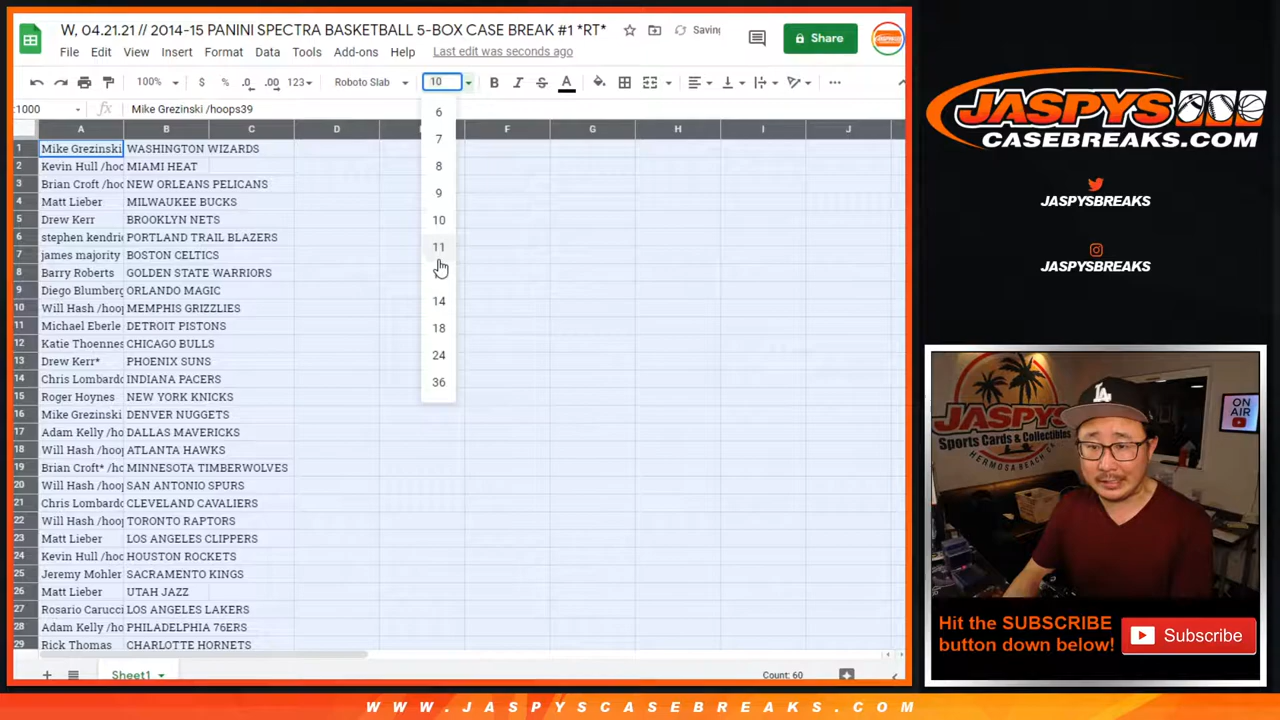 W, 04.21.21 // 2014-15 PANINI SPECTRA BASKETBALL 5-BOX CASE BREAK #1 *RT*
Saving
Share
File Edit View Insert Format Data Tools Add-ons Help Last edit was seconds ago
100% $ % .0 .00 123 Roboto Slab 10 B I S A
:1000 fx Mike Grezinski /hoops39
A B C D F G H I J
1 Mike Grezinski WASHINGTON WIZARDS
2 Kevin Hull /hoo MIAMI HEAT
3 Brian Croft /hoo NEW ORLEANS PELICANS
4 Matt Lieber MILWAUKEE BUCKS
5 Drew Kerr BROOKLYN NETS
6 stephen kendric PORTLAND TRAIL BLAZERS
7 james majority BOSTON CELTICS
8 Barry Roberts GOLDEN STATE WARRIORS
9 Diego Blumberg ORLANDO MAGIC
10 Will Hash /hoop MEMPHIS GRIZZLIES
11 Michael Eberle DETROIT PISTONS
12 Katie Thoennes CHICAGO BULLS
13 Drew Kerr* PHOENIX SUNS
14 Chris Lombardo INDIANA PACERS
15 Roger Hoynes NEW YORK KNICKS
16 Mike Grezinski DENVER NUGGETS
17 Adam Kelly /ho DALLAS MAVERICKS
18 Will Hash /hoop ATLANTA HAWKS
19 Brian Croft* /ho MINNESOTA TIMBERWOLVES
20 Will Hash /hoop SAN ANTONIO SPURS
21 Chris Lombardo CLEVELAND CAVALIERS
22 Will Hash /hoop TORONTO RAPTORS
23 Matt Lieber LOS ANGELES CLIPPERS
24 Kevin Hull /hoo HOUSTON ROCKETS
25 Jeremy Mohler SACRAMENTO KINGS
26 Matt Lieber UTAH JAZZ
27 Rosario Carucci LOS ANGELES LAKERS
28 Adam Kelly /ho PHILADELPHIA 76ERS
29 Rick Thomas CHARLOTTE HORNETS
6
7
8
9
10
11
14
18
24
36
Sheet1
Count: 60
JASPYS
CASEBREAKS.COM
JASPYSBREAKS
JASPYSBREAKS
JASPYS
Sports Cards & Collectibles
HERMOSA BEACH
LA
ON
AIR
Hit the SUBSCRIBE
button down below!
Subscribe
WWW.JASPYSCASEBREAKS.COM